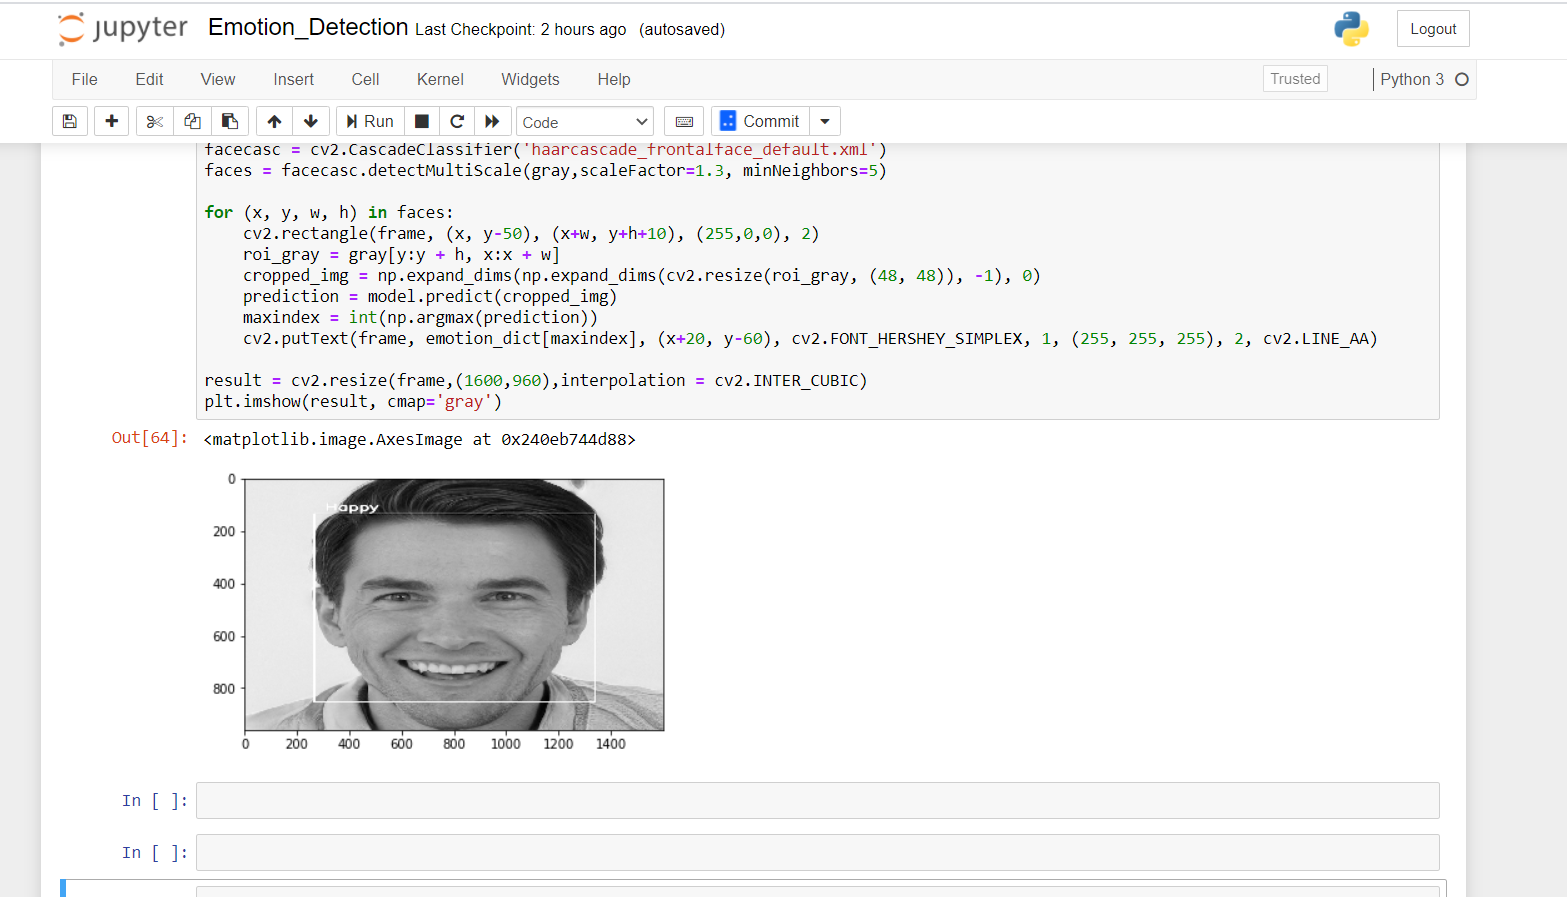 jupyter Emotion_Detection Last Checkpoint: 2 hours ago (autosaved) Logout
File Edit View Insert Cell Kernel Widgets Help Trusted Python 3
Run Code Commit
facecasc = cv2.CascadeClassifier('haarcascade_frontalface_default.xml')
faces = facecasc.detectMultiScale(gray,scaleFactor=1.3, minNeighbors=5)
for (x, y, w, h) in faces:
cv2.rectangle(frame, (x, y-50), (x+w, y+h+10), (255,0,0), 2)
roi_gray = gray[y:y + h, x:x + w]
cropped_img = np.expand_dims(np.expand_dims(cv2.resize(roi_gray, (48, 48)), -1), 0)
prediction = model.predict(cropped_img)
maxindex = int(np.argmax(prediction))
cv2.putText(frame, emotion_dict[maxindex], (x+20, y-60), cv2.FONT_HERSHEY_SIMPLEX, 1, (255, 255, 255), 2, cv2.LINE_AA)
result = cv2.resize(frame,(1600,960),interpolation = cv2.INTER_CUBIC)
plt.imshow(result, cmap='gray')
Out[64]: <matplotlib.image.AxesImage at 0x240eb744d88>
0
Happy
200
400
600
800
0 200 400 600 800 1000 1200 1400
In [ ]:
In [ ]: